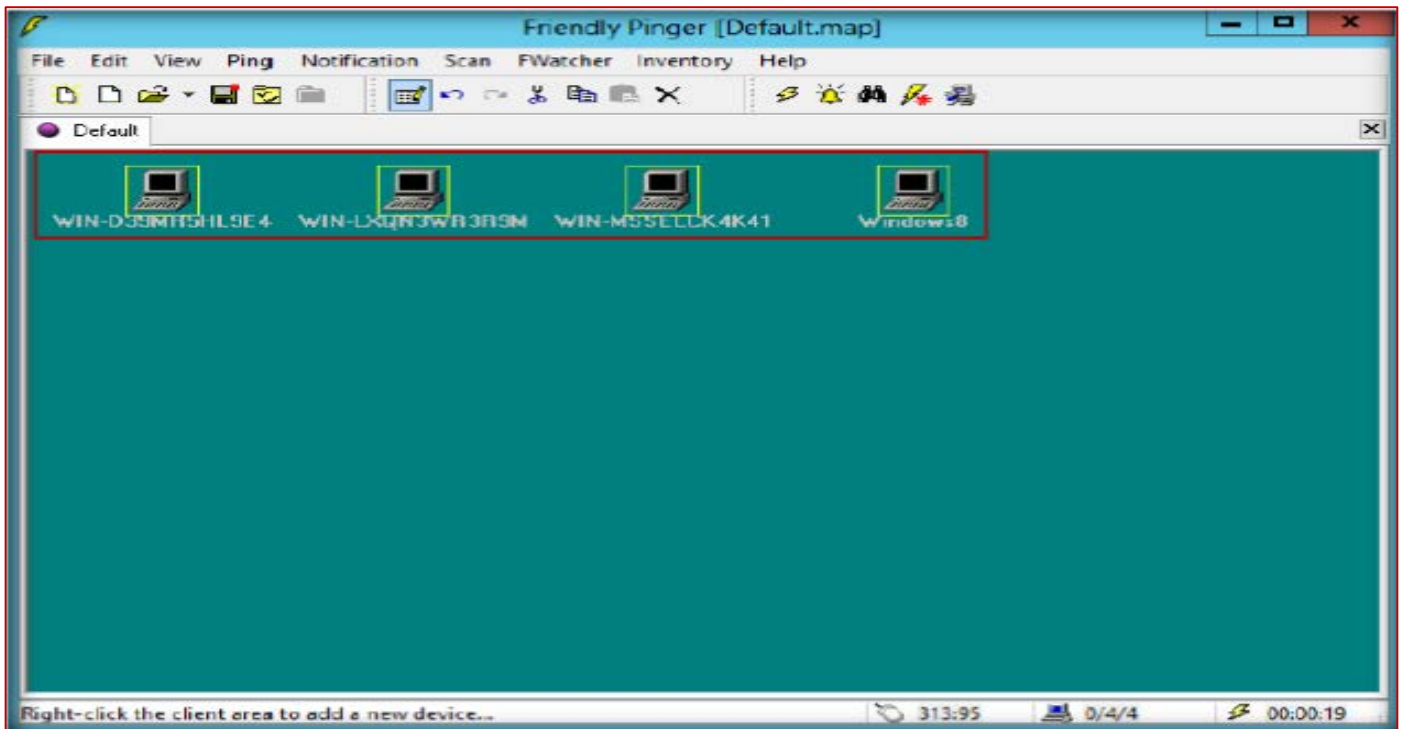 Friendly Pinger [Default.map]
File Edit View Ping Notification Scan FWatcher Inventory Help
Default
Windows8
Right-click the client area to add a new device...
313:95
0/4/4
00:00:19